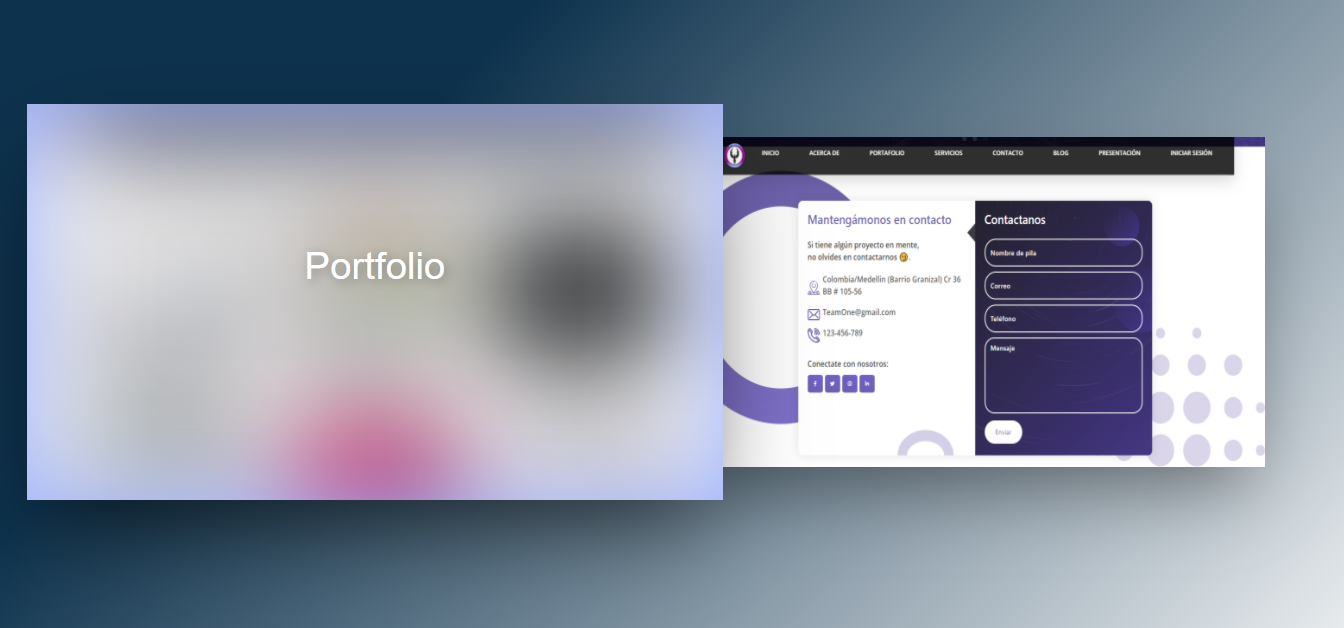 Portfolio
INICIO ACERCA DE PORTAFOLIO SERVICIOS CONTACTO BLOG PRESENTACIÓN INICIAR SESIÓN
Mantengámonos en contacto
Si tiene algún proyecto en mente,
no olvides en contactarnos 🧐.
Colombia/Medellín (Barrio Granizal) Cr 36
BB # 105-56
TeamOne@gmail.com
123-456-789
Conectate con nosotros:
Contactanos
Nombre de pila
Correo
Teléfono
Mensaje
Enviar